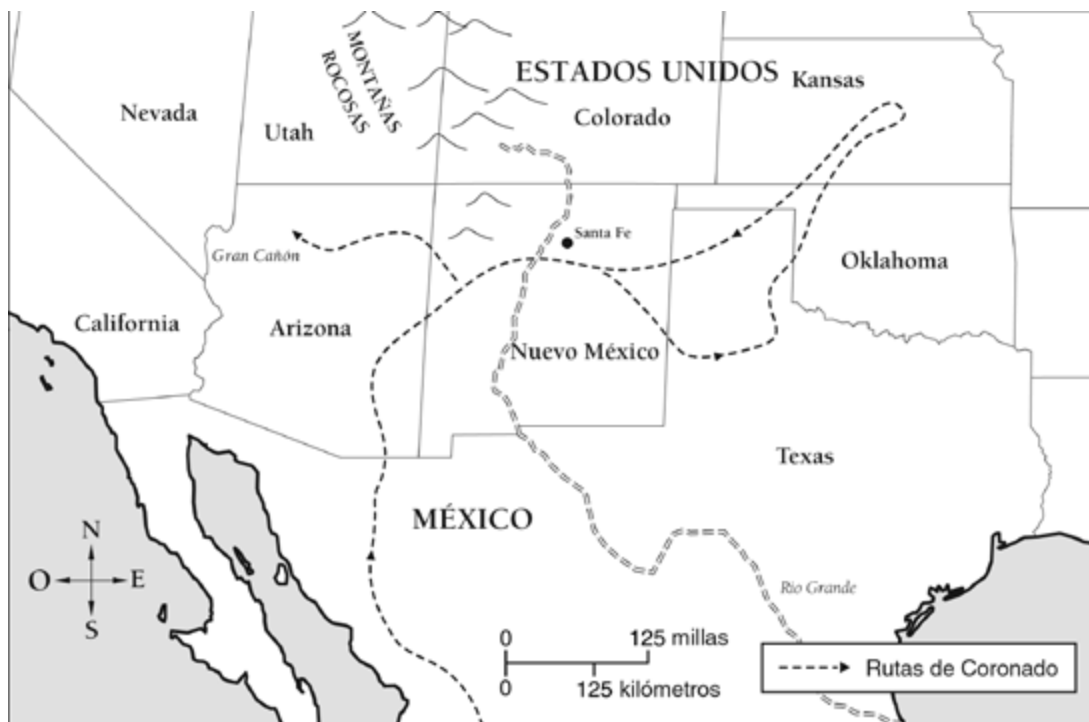 MONTAÑAS
ROCOSAS
ESTADOS UNIDOS
Kansas
Nevada
Utah
Colorado
Santa Fe
Gran Cañón
Oklahoma
California
Arizona
Nuevo México
Texas
MÉXICO
N
O
E
S
Rio Grande
0
125 millas
0
125 kilómetros
Rutas de Coronado